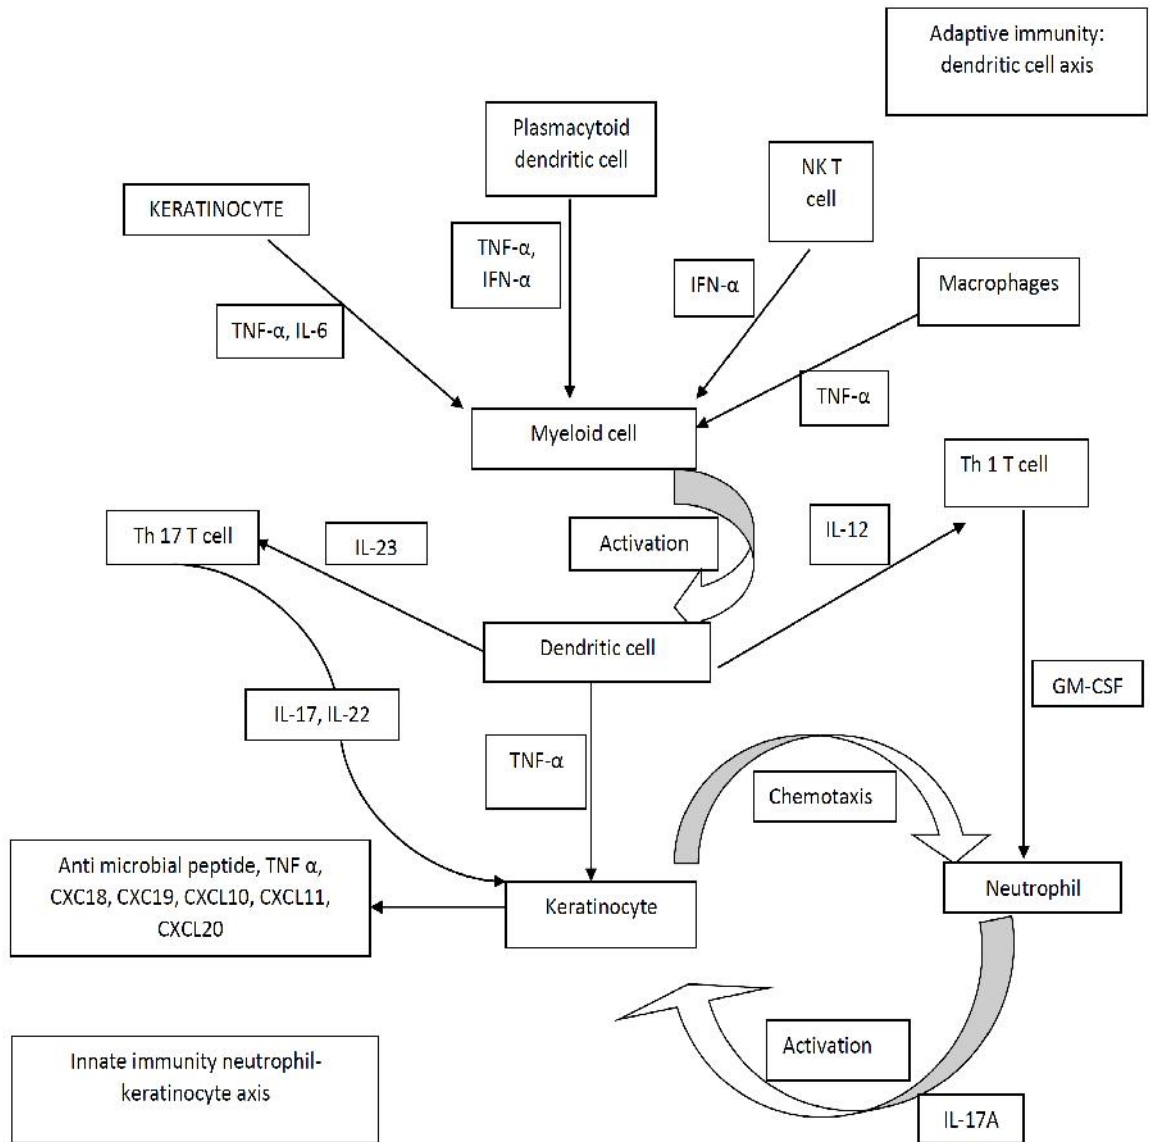 Adaptive immunity:
dendritic cell axis
Plasmacytoid
dendritic cell
NK T
cell
KERATINOCYTE
TNF-α,
IFN-α
IFN-α
Macrophages
TNF-α, IL-6
TNF-α
Myeloid cell
Th 1 T cell
Th 17 T cell
IL-23
Activation
IL-12
Dendritic cell
GM-CSF
IL-17, IL-22
TNF-α
Chemotaxis
Anti microbial peptide, TNF α,
CXC18, CXC19, CXCL10, CXCL11,
CXCL20
Keratinocyte
Neutrophil
Innate immunity neutrophil-
keratinocyte axis
Activation
IL-17A